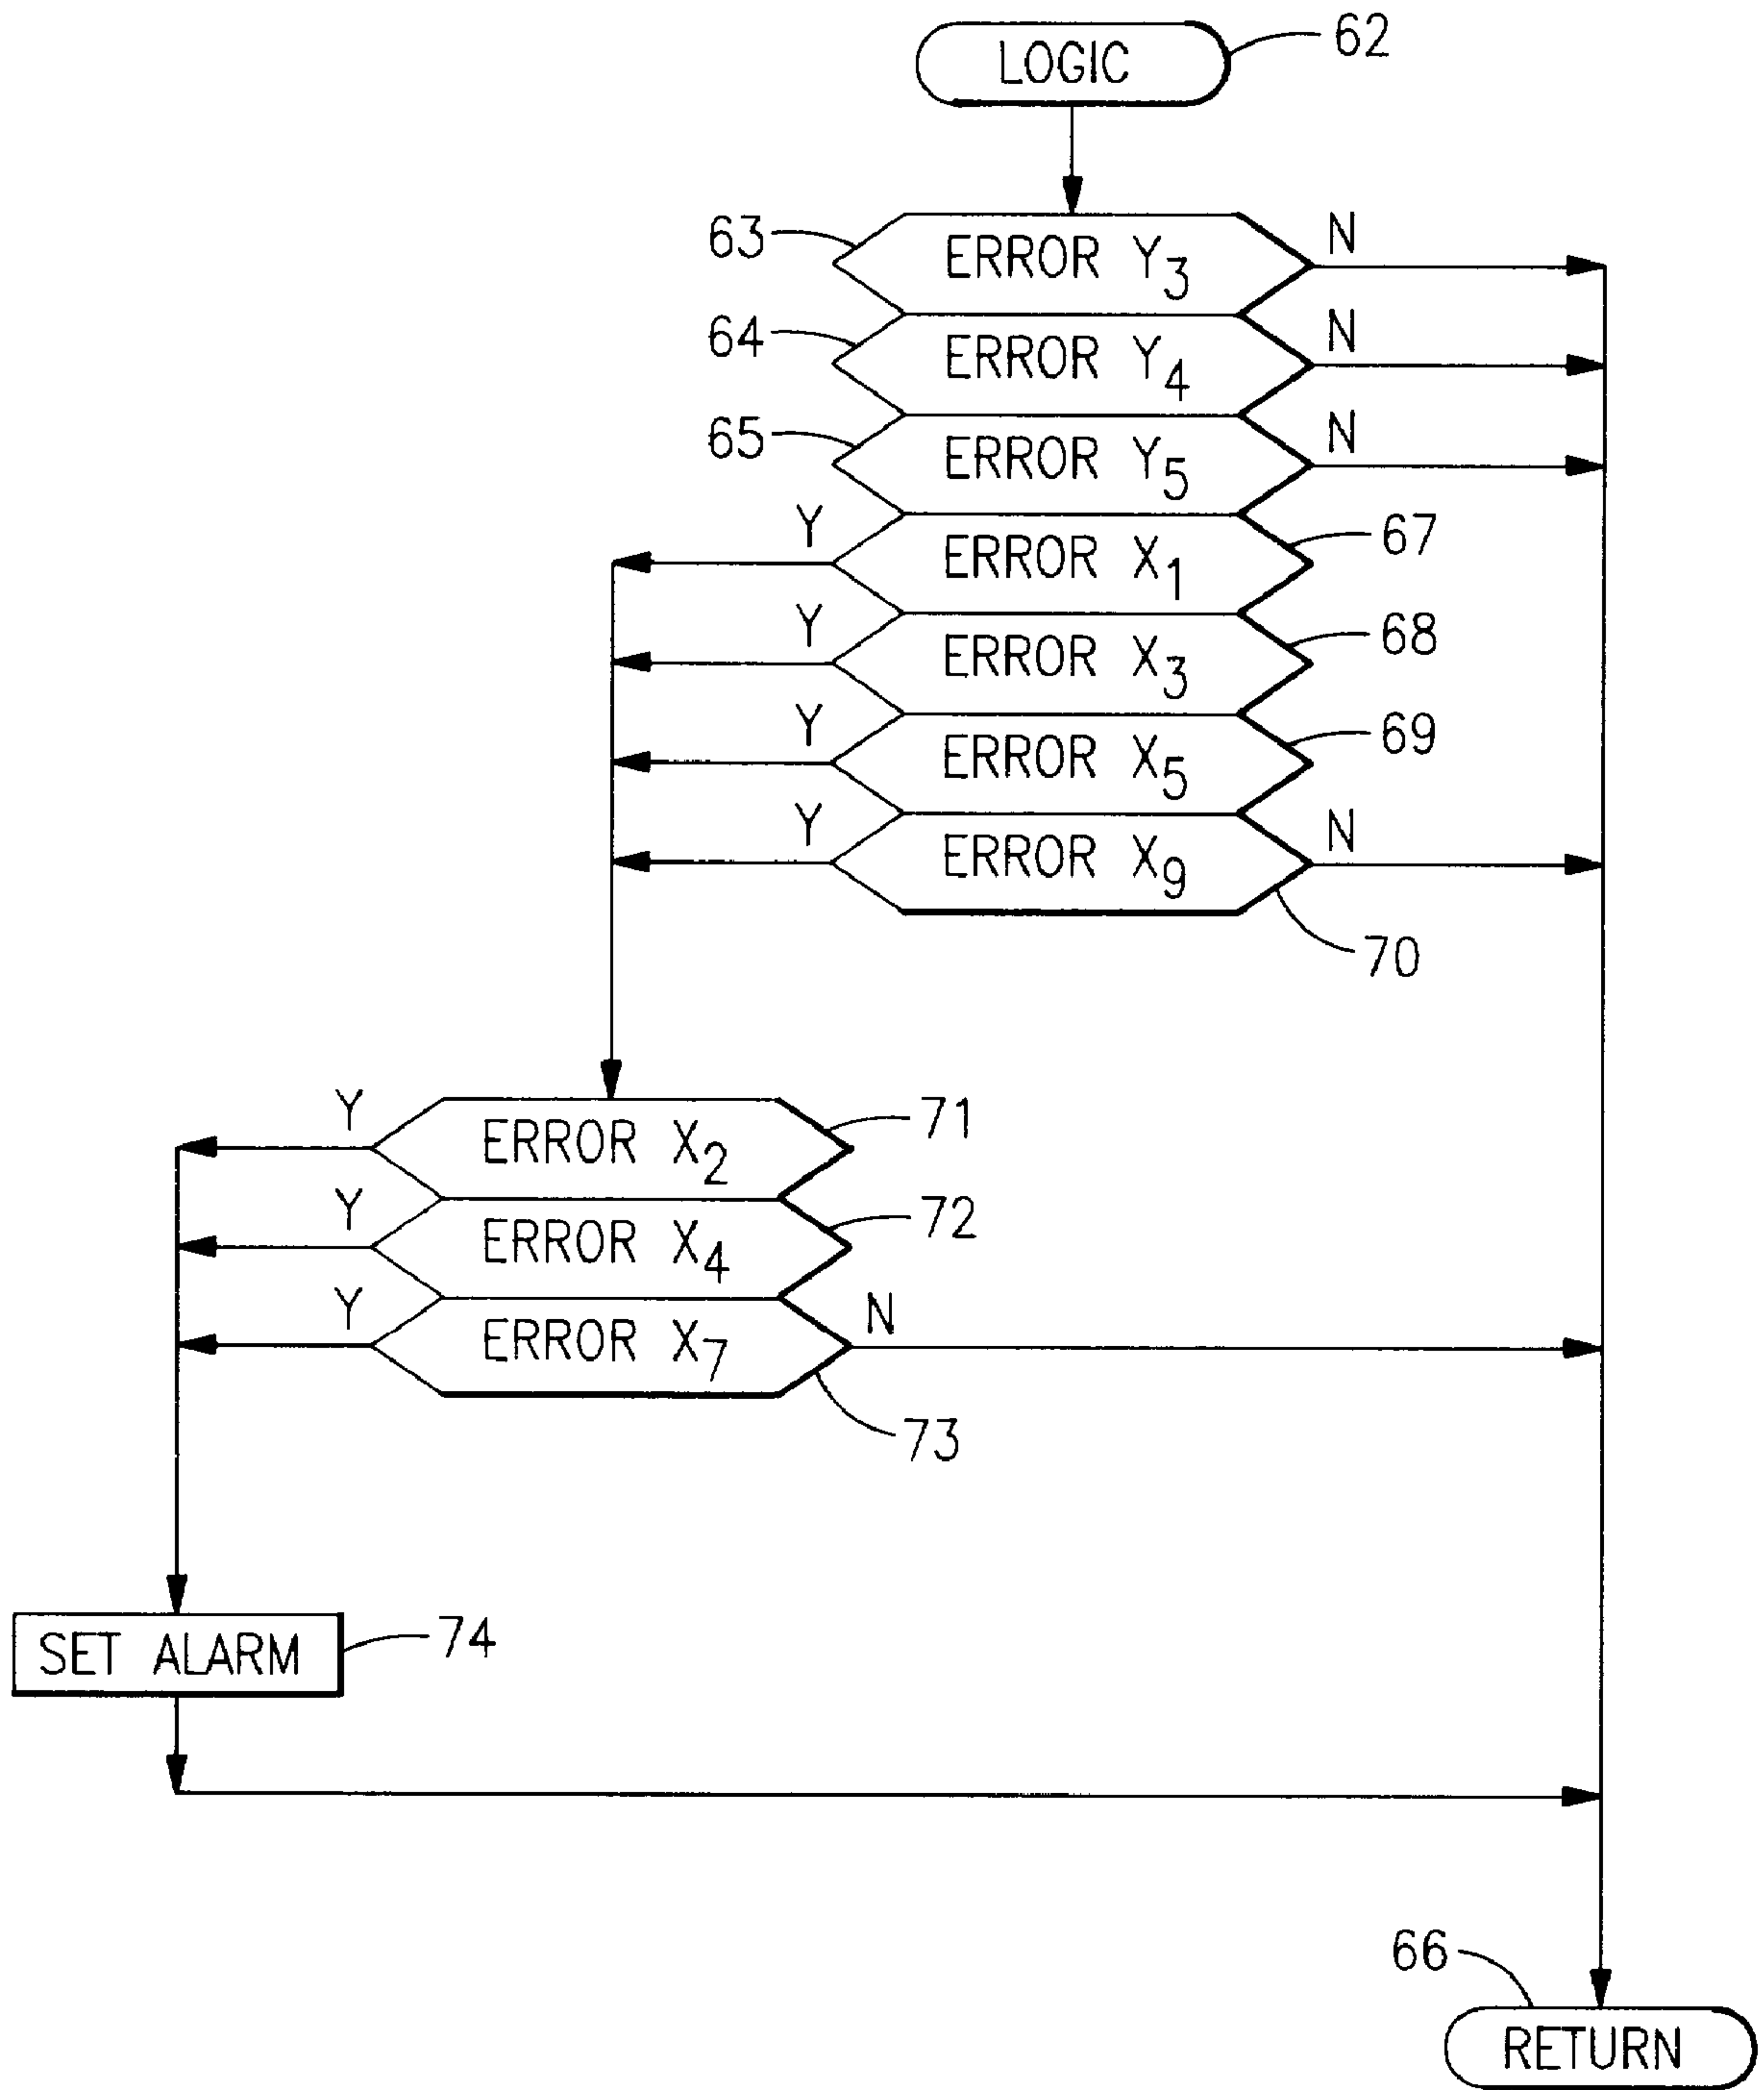 LOGIC 62
63 ERROR Y3 N
64 ERROR Y4 N
65 ERROR Y5 N
Y ERROR X1 67
Y ERROR X3 68
Y ERROR X5 69
Y ERROR X9 N
70
Y ERROR X2 71
Y ERROR X4 72
Y ERROR X7 N
73
SET ALARM 74
66
RETURN